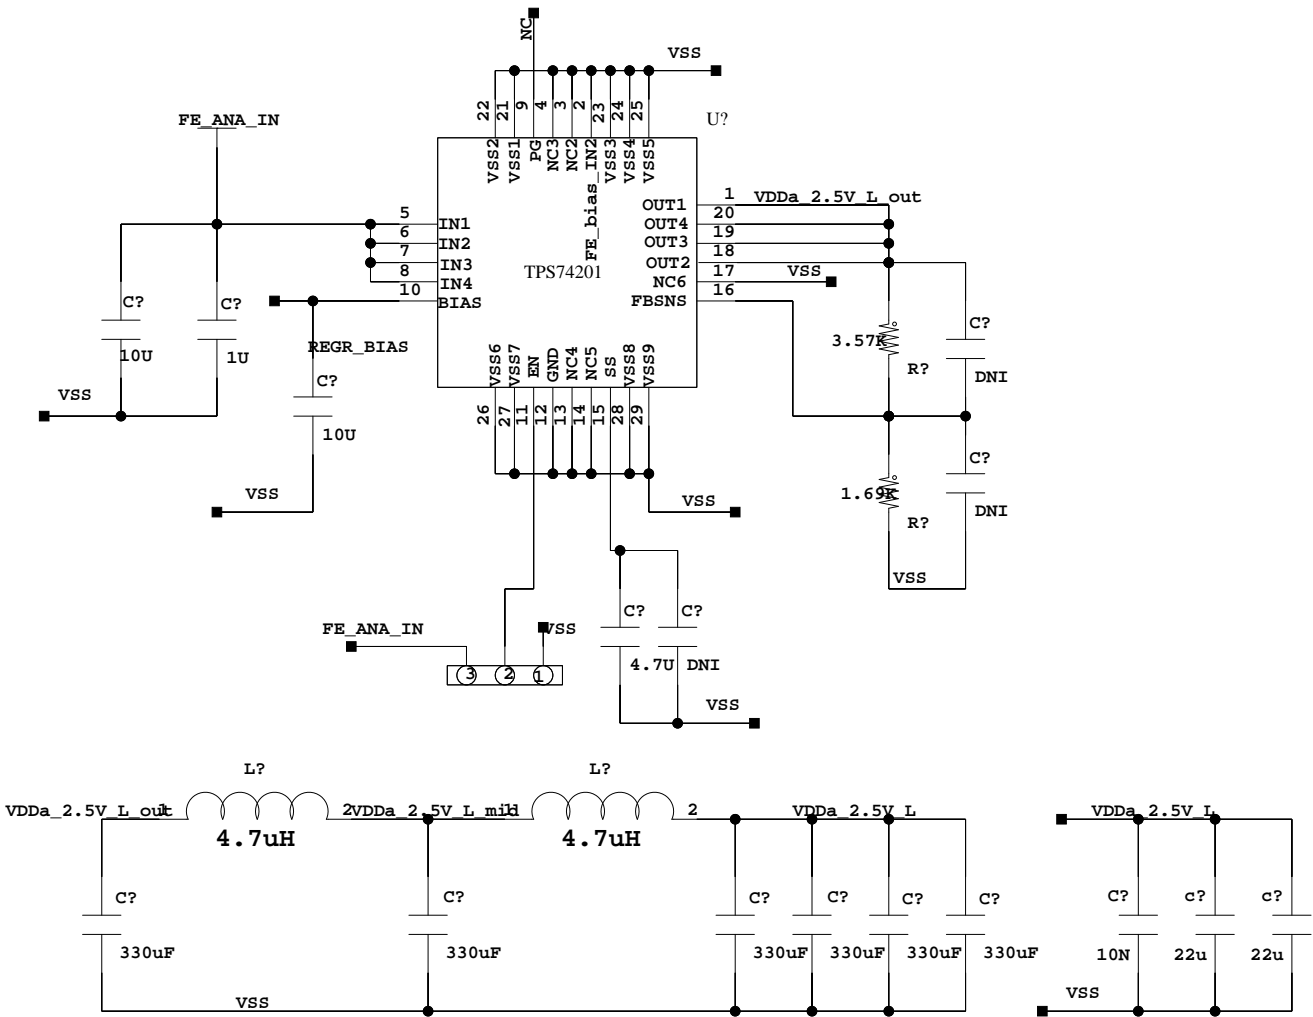 NC
VSS
22 21 9 4 3 2 23 24 25
U?
FE_ANA_IN
VSS2 VSS1 PG NC3 NC2 FE_bias_IN2 VSS3 VSS4 VSS5
5 IN1
6 IN2
7 IN3
8 IN4
10 BIAS
TPS74201
OUT1 1 VDDa_2.5V_L_out
OUT4 20
OUT3 19
OUT2 18
NC6 17 VSS
FBSNS 16
C? C?
10U 1U
REGR_BIAS
VSS
C?
10U
VSS
VSS6 VSS7 EN GND NC4 NC5 SS VSS8 VSS9
26 27 11 12 13 14 15 28 29
VSS
3.57K
R?
C?
DNI
1.69K
R?
C?
DNI
VSS
FE_ANA_IN
VSS
3 2 1
C? C?
4.7U DNI
VSS
L? L?
VDDa_2.5V_L_out 1 2 VDDa_2.5V_L_mid 1 2 VDDa_2.5V_L
4.7uH 4.7uH
C? C? C? C? C? C?
330uF 330uF 330uF 330uF 330uF 330uF
VSS
VDDa_2.5V_L
C? c? c?
10N 22u 22u
VSS